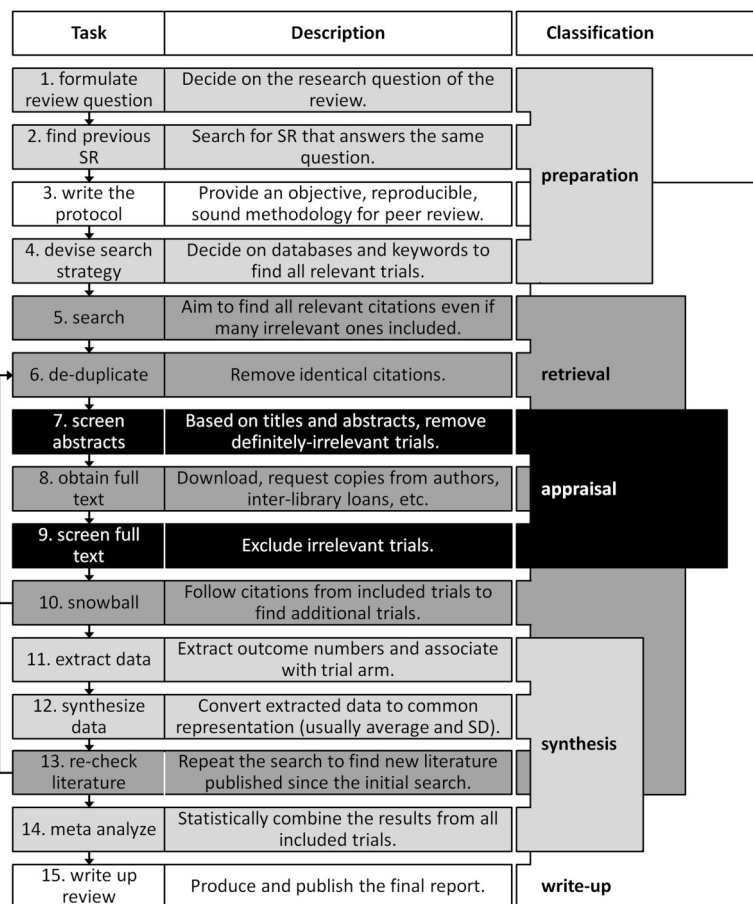 Task Description Classification
1. formulate review question
Decide on the research question of the review.
2. find previous SR
Search for SR that answers the same question.
preparation
3. write the protocol
Provide an objective, reproducible, sound methodology for peer review.
4. devise search strategy
Decide on databases and keywords to find all relevant trials.
5. search
Aim to find all relevant citations even if many irrelevant ones included.
6. de-duplicate
Remove identical citations.
retrieval
7. screen abstracts
Based on titles and abstracts, remove definitely-irrelevant trials.
8. obtain full text
Download, request copies from authors, inter-library loans, etc.
appraisal
9. screen full text
Exclude irrelevant trials.
10. snowball
Follow citations from included trials to find additional trials.
11. extract data
Extract outcome numbers and associate with trial arm.
12. synthesize data
Convert extracted data to common representation (usually average and SD).
synthesis
13. re-check literature
Repeat the search to find new literature published since the initial search.
14. meta analyze
Statistically combine the results from all included trials.
15. write up review
Produce and publish the final report.
write-up